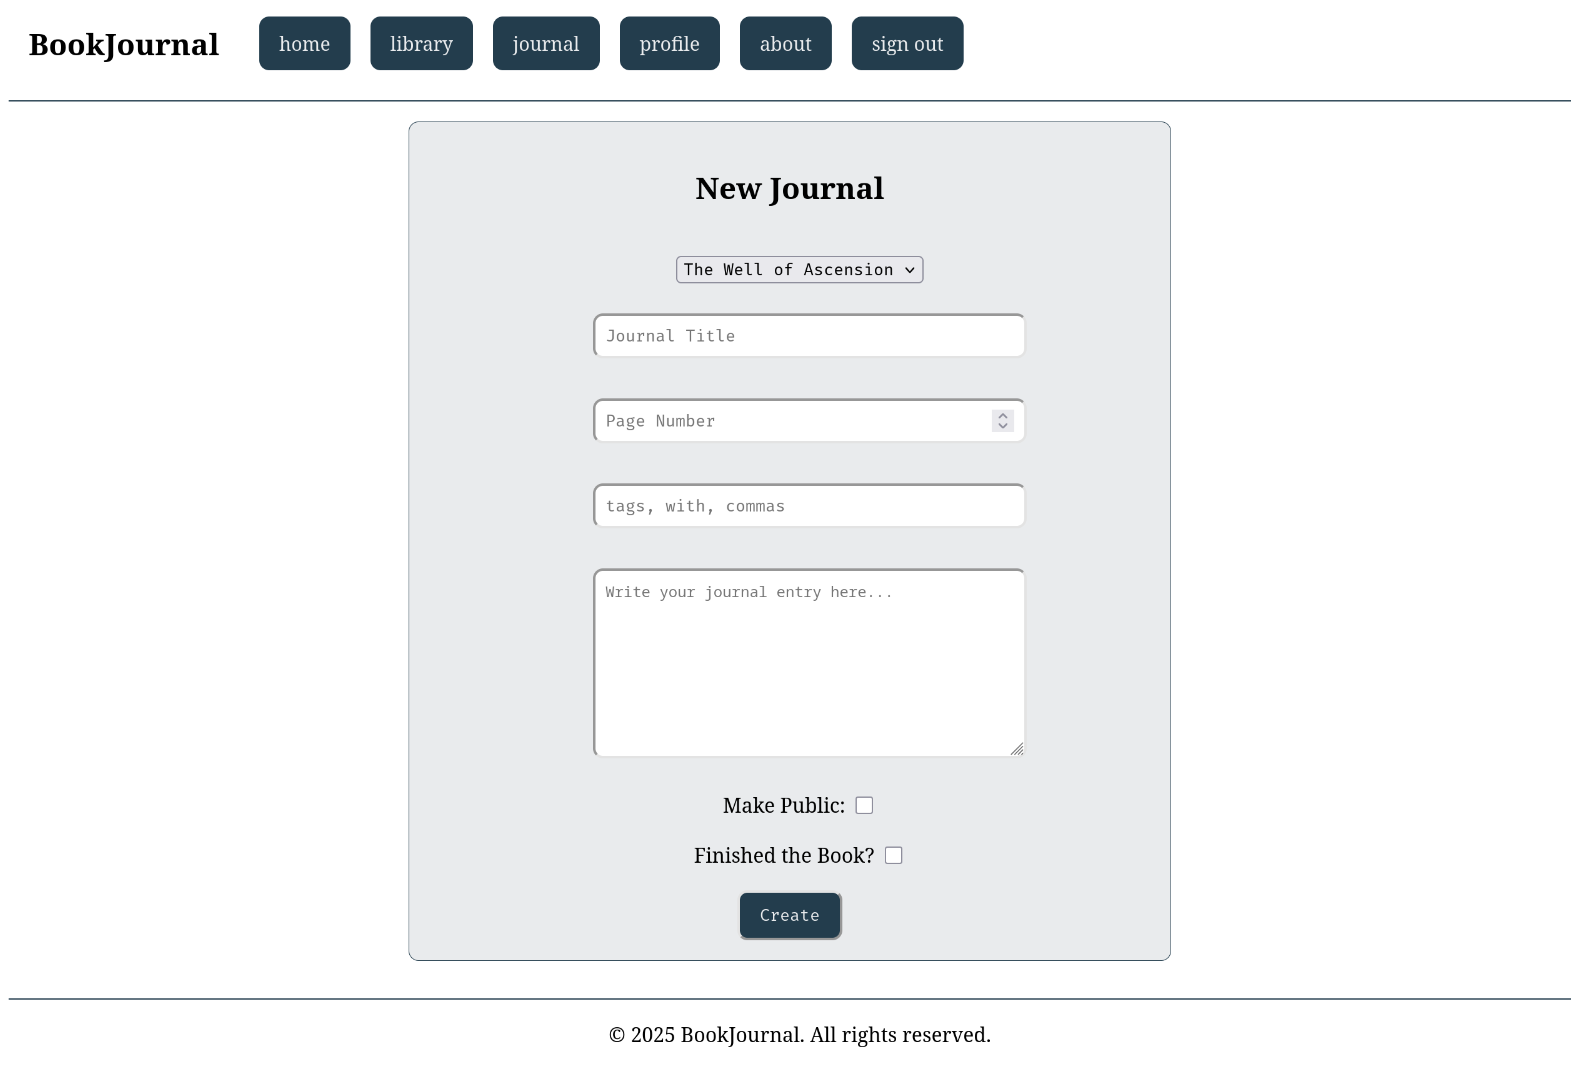 BookJournal home library journal profile about sign out
New Journal
The Well of Ascension
Journal Title
Page Number
tags, with, commas
Write your journal entry here...
Make Public:
Finished the Book?
Create
© 2025 BookJournal. All rights reserved.